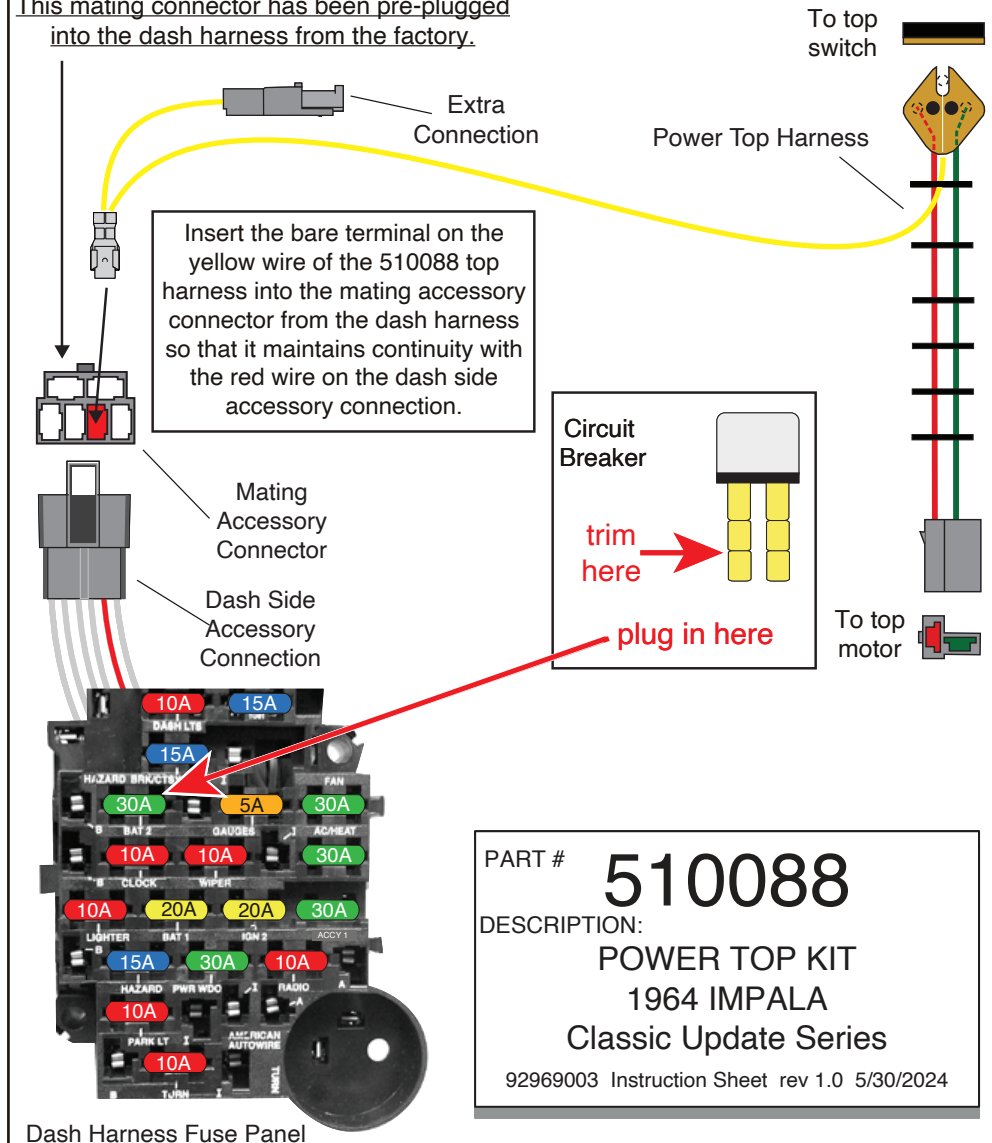 This mating connector has been pre-plugged
into the dash harness from the factory.
To top
switch
Extra
Connection
Power Top Harness
Insert the bare terminal on the
yellow wire of the 510088 top
harness into the mating accessory
connector from the dash harness
so that it maintains continuity with
the red wire on the dash side
accessory connection.
Circuit
Breaker
trim
here
plug in here
Mating
Accessory
Connector
Dash Side
Accessory
Connection
To top
motor
10A 15A
DASH LTS
15A
HAZARD BRK/CTSY I FAN
30A 5A 30A
B BAT 2 GAUGES I AC/HEAT
10A 10A 30A
B CLOCK WIPER
10A 20A 20A 30A
LIGHTER BAT 1 IGN 2 ACCY 1
B
15A 30A 10A
HAZARD PWR WDO I RADIO A
A
10A
PARK LT I AMERICAN
AUTOWIRE
10A
B TURN I
TURN
Dash Harness Fuse Panel
PART # 510088
DESCRIPTION:
POWER TOP KIT
1964 IMPALA
Classic Update Series
92969003 Instruction Sheet rev 1.0 5/30/2024